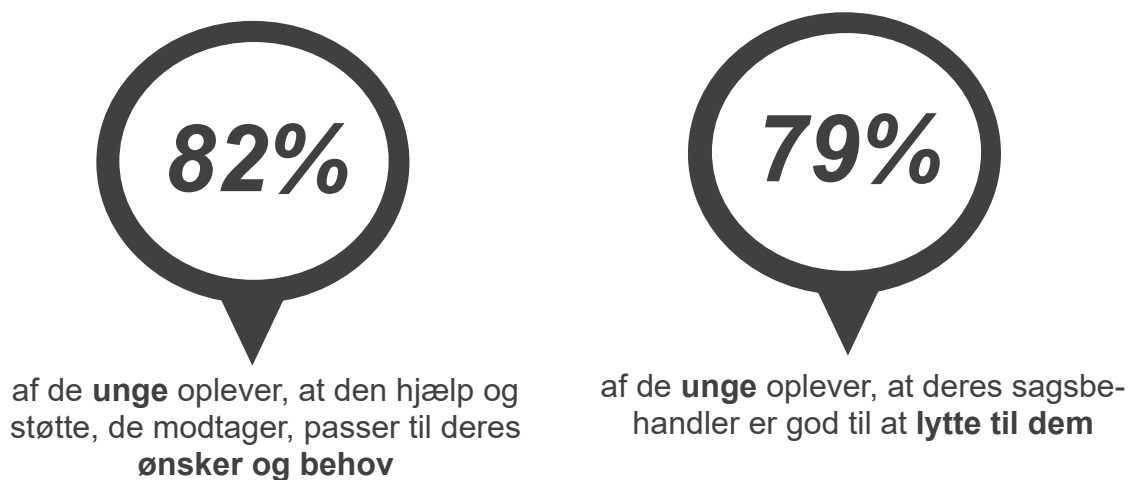 82%
af de unge oplever, at den hjælp og
støtte, de modtager, passer til deres
ønsker og behov
79%
af de unge oplever, at deres sagsbe-
handler er god til at lytte til dem